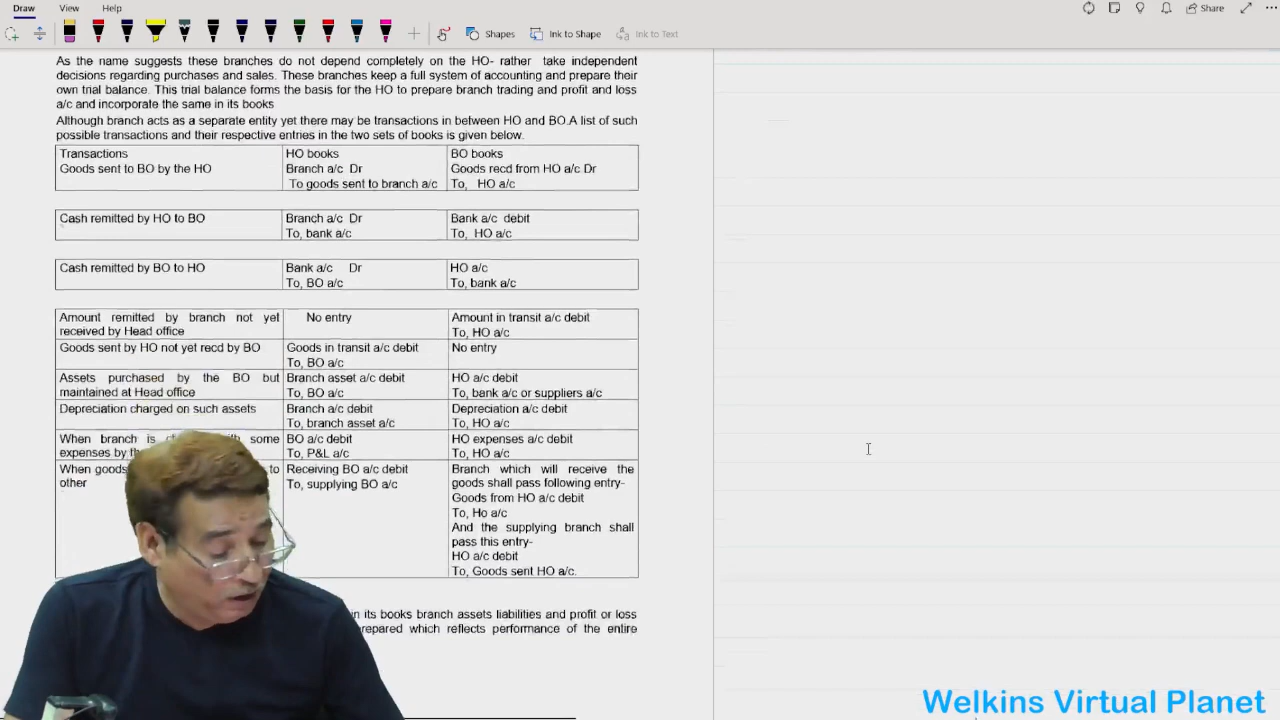 Draw View Help
Share
Shapes Ink to Shape Ink to Text
As the name suggests these branches do not depend completely on the HO- rather take independent
decisions regarding purchases and sales. These branches keep a full system of accounting and prepare their
own trial balance. This trial balance forms the basis for the HO to prepare branch trading and profit and loss
a/c and incorporate the same in its books
Although branch acts as a separate entity yet there may be transactions in between HO and BO.A list of such
possible transactions and their respective entries in the two sets of books is given below.
Transactions HO books BO books
Goods sent to BO by the HO Branch a/c Dr Goods recd from HO a/c Dr
To goods sent to branch a/c To, HO a/c
Cash remitted by HO to BO Branch a/c Dr Bank a/c debit
To, bank a/c To, HO a/c
Cash remitted by BO to HO Bank a/c Dr HO a/c
To, BO a/c To, bank a/c
Amount remitted by branch not yet No entry Amount in transit a/c debit
received by Head office To, HO a/c
Goods sent by HO not yet recd by BO Goods in transit a/c debit No entry
To, BO a/c
Assets purchased by the BO but Branch asset a/c debit HO a/c debit
maintained at Head office To, BO a/c To, bank a/c or suppliers a/c
Depreciation charged on such assets Branch a/c debit Depreciation a/c debit
To, branch asset a/c To, HO a/c
When branch is some BO a/c debit HO expenses a/c debit
expenses by To, P&L a/c To, HO a/c
When goods to Receiving BO a/c debit Branch which will receive the
other To, supplying BO a/c goods shall pass following entry-
Goods from HO a/c debit
To, Ho a/c
And the supplying branch shall
pass this entry-
HO a/c debit
To, Goods sent HO a/c.
in its books branch assets liabilities and profit or loss
which reflects performance of the entire
Welkins Virtual Planet